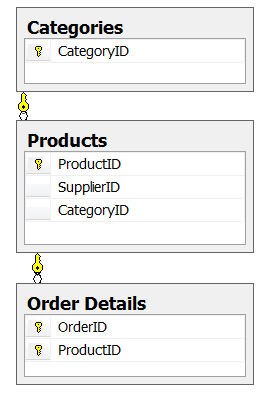 Categories
CategoryID
Products
ProductID
SupplierID
CategoryID
Order Details
OrderID
ProductID